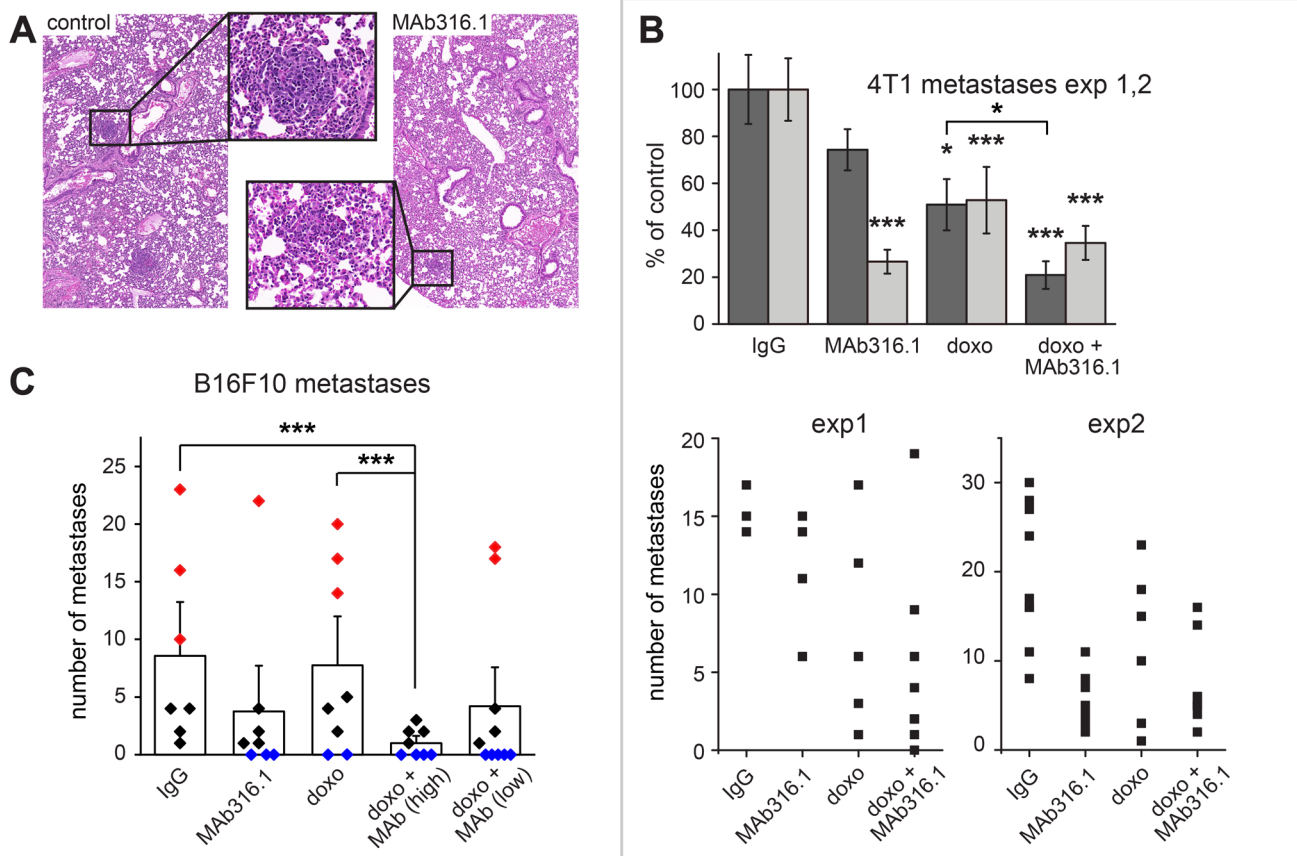 A
control
MAb316.1
B
4T1 metastases exp 1,2
% of control
100
80
60
40
20
0
*
*
***
***
***
***
IgG
MAb316.1
doxo
doxo +
MAb316.1
C
B16F10 metastases
number of metastases
25
20
15
10
5
0
***
***
IgG
MAb316.1
doxo
doxo +
MAb (high)
doxo +
MAb (low)
exp1
number of metastases
20
15
10
5
0
IgG
MAb316.1
doxo
doxo +
MAb316.1
exp2
30
20
10
0
IgG
MAb316.1
doxo
doxo +
MAb316.1